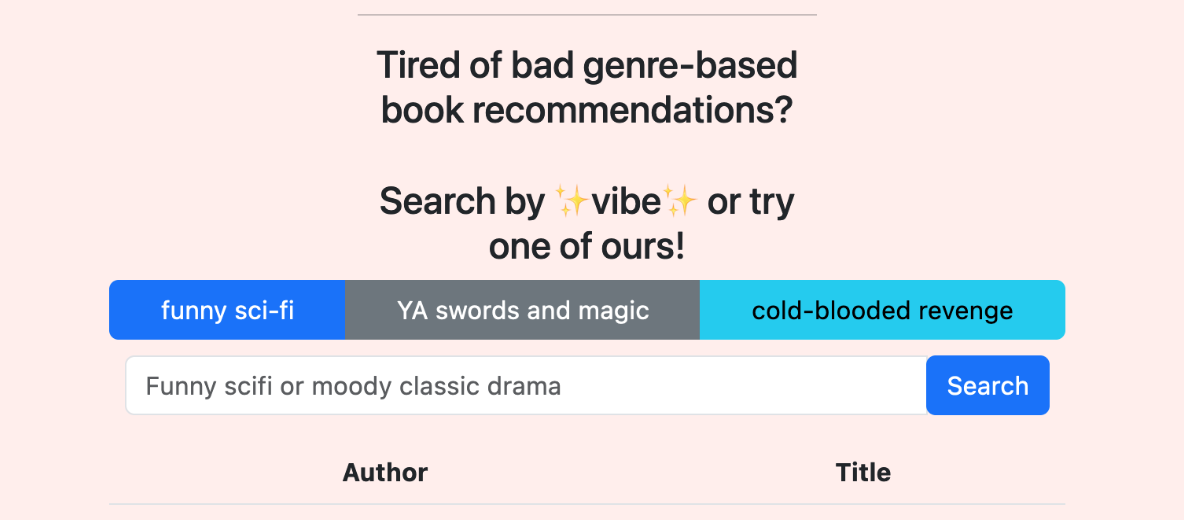 Tired of bad genre-based
book recommendations?
Search by ✨vibe✨ or try
one of ours!
funny sci-fi YA swords and magic cold-blooded revenge
Funny scifi or moody classic drama Search
Author Title